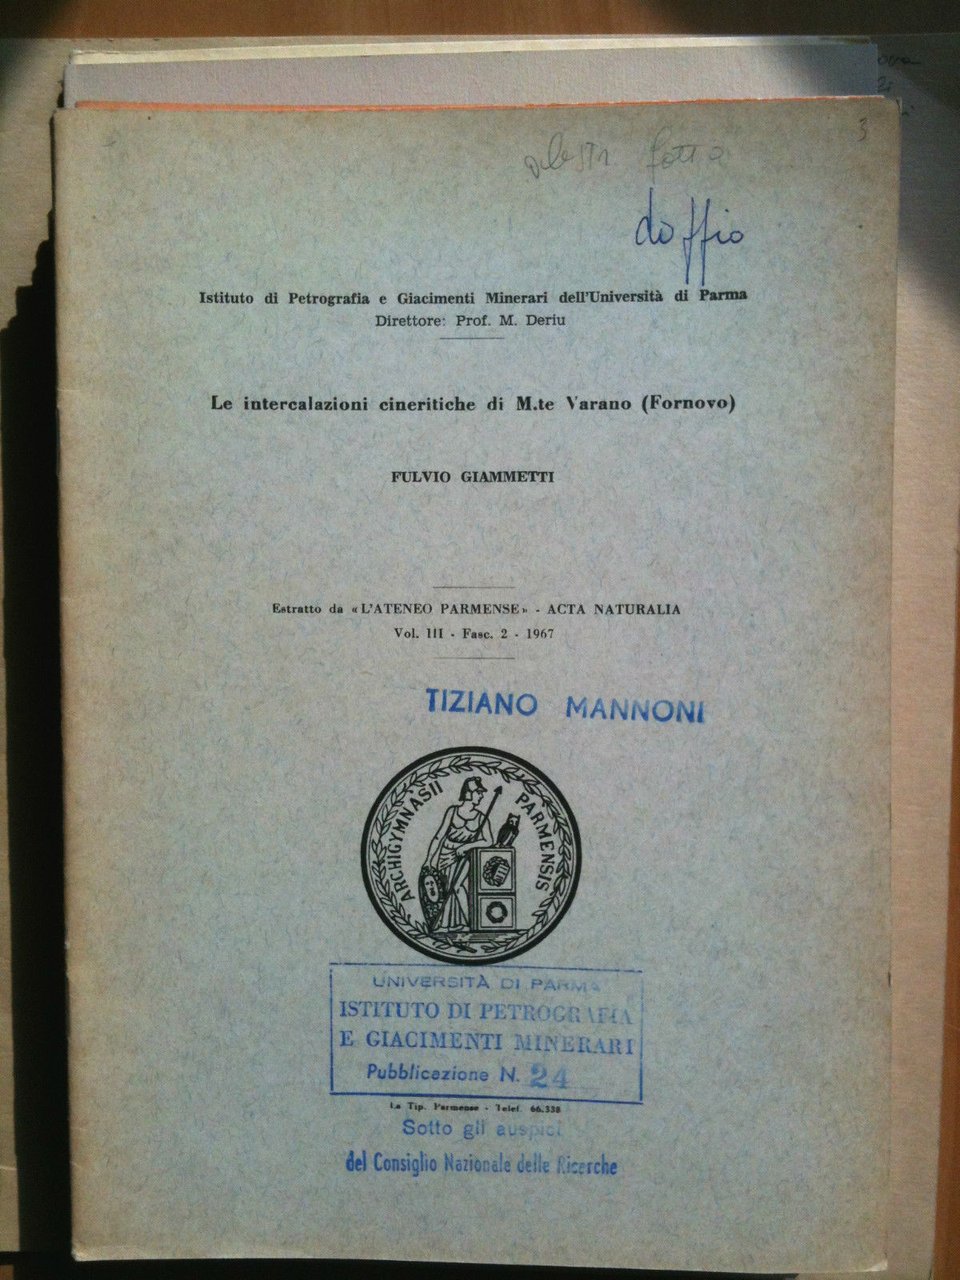 3
doffio
Istituto di Petrografia e Giacimenti Minerari dell'Università di Parma
Direttore: Prof. M. Deriu
Le intercalazioni cineritiche di M.te Varano (Fornovo)
FULVIO GIAMMETTI
Estratto da «L'ATENEO PARMENSE» - ACTA NATURALIA
Vol. III - Fasc. 2 - 1967
TIZIANO MANNONI
ARCHIGYMNASII PARMENSIS
UNIVERSITÀ DI PARMA
ISTITUTO DI PETROGRAFIA
E GIACIMENTI MINERARI
Pubblicazione N. 24
La Tip. Parmense - Telef. 66.338
Sotto gli auspici
del Consiglio Nazionale delle Ricerche